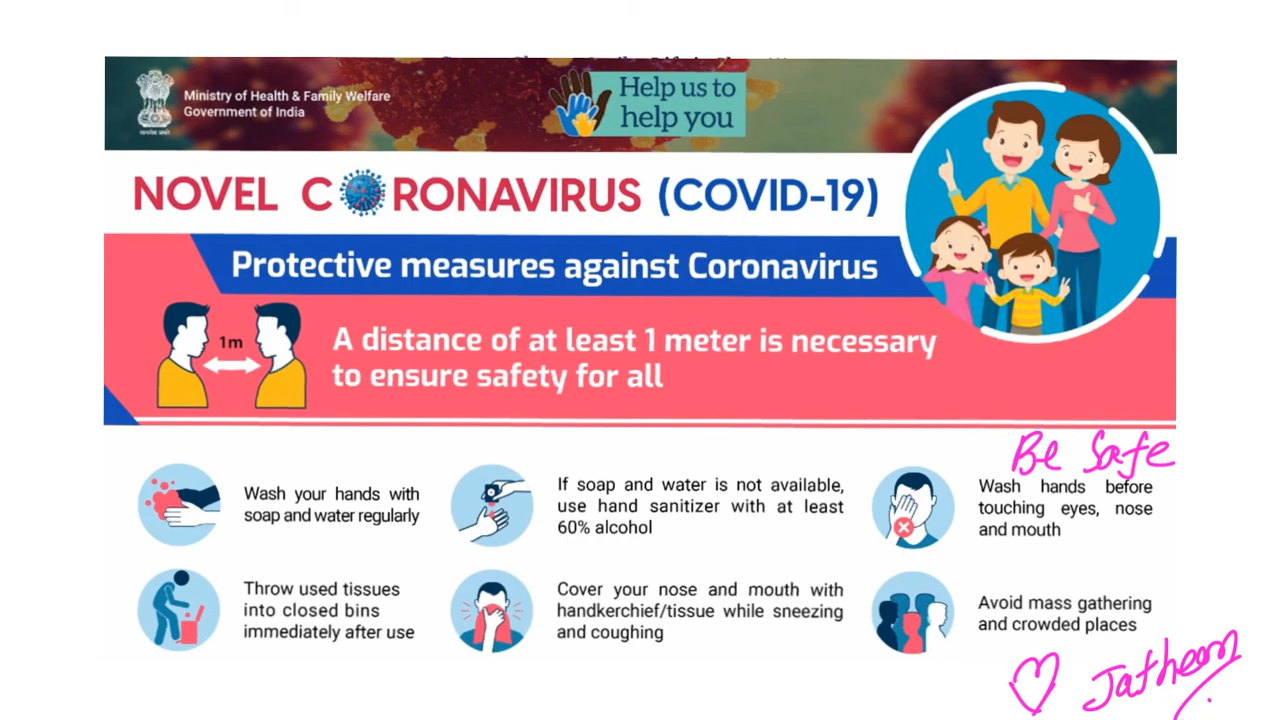 Ministry of Health & Family Welfare
Government of India
Help us to
help you
NOVEL CORONAVIRUS (COVID-19)
Protective measures against Coronavirus
1m
A distance of at least 1 meter is necessary
to ensure safety for all
Be Safe
Wash your hands with
soap and water regularly
If soap and water is not available,
use hand sanitizer with at least
60% alcohol
Wash hands before
touching eyes, nose
and mouth
Throw used tissues
into closed bins
immediately after use
Cover your nose and mouth with
handkerchief/tissue while sneezing
and coughing
Avoid mass gathering
and crowded places